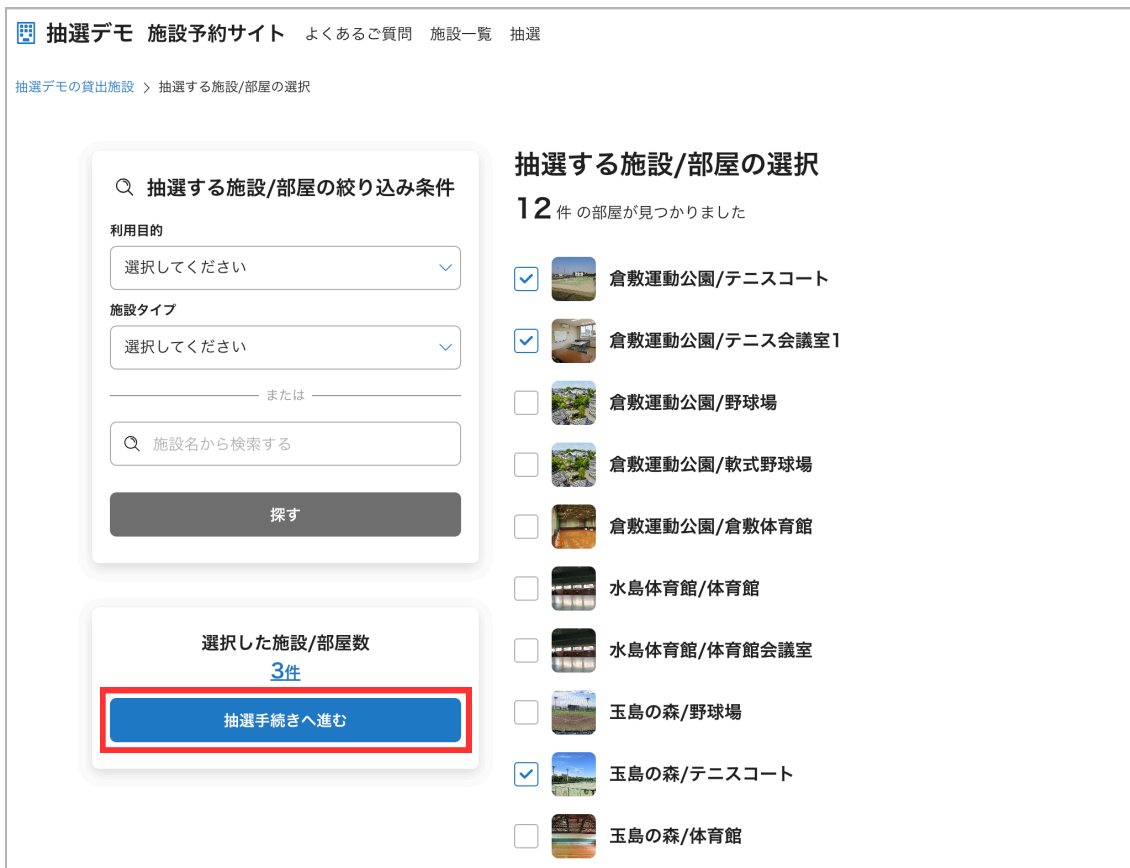 抽選デモ 施設予約サイト よくあるご質問 施設一覧 抽選
抽選デモの貸出施設 > 抽選する施設/部屋の選択
抽選する施設/部屋の絞り込み条件
利用目的
選択してください
施設タイプ
選択してください
または
施設名から検索する
探す
選択した施設/部屋数
3件
抽選手続きへ進む
抽選する施設/部屋の選択
12 件 の部屋が見つかりました
倉敷運動公園/テニスコート
倉敷運動公園/テニス会議室1
倉敷運動公園/野球場
倉敷運動公園/軟式野球場
倉敷運動公園/倉敷体育館
水島体育館/体育館
水島体育館/体育館会議室
玉島の森/野球場
玉島の森/テニスコート
玉島の森/体育館